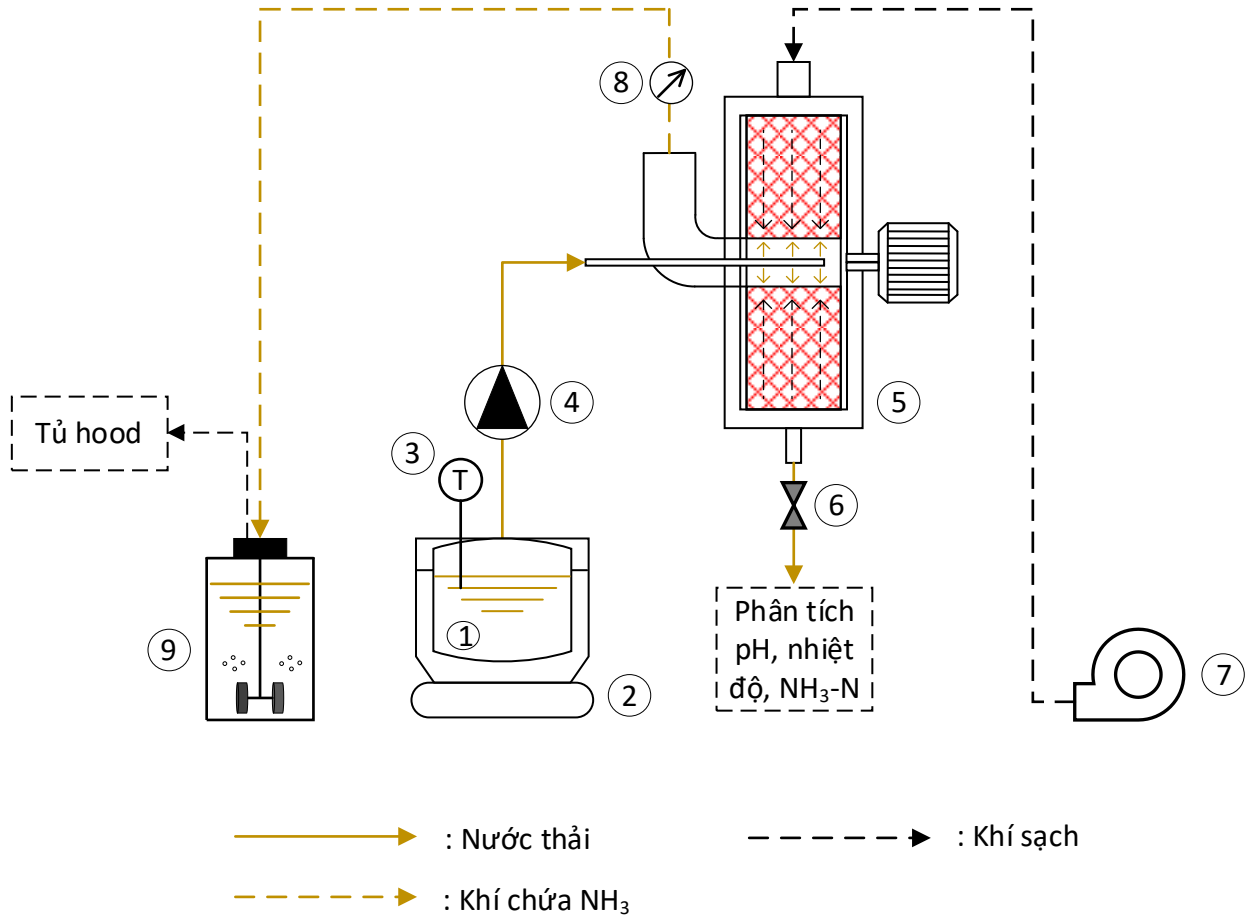 8
5
4
Tủ hood
3
T
6
Phân tích
pH, nhiệt
độ, NH₃-N
1
9
2
7
: Nước thải
: Khí sạch
: Khí chứa NH₃